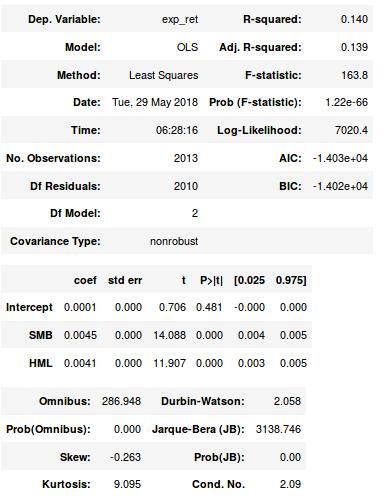 Dep. Variable: exp_ret R-squared: 0.140
Model: OLS Adj. R-squared: 0.139
Method: Least Squares F-statistic: 163.8
Date: Tue, 29 May 2018 Prob (F-statistic): 1.22e-66
Time: 06:28:16 Log-Likelihood: 7020.4
No. Observations: 2013 AIC: -1.403e+04
Df Residuals: 2010 BIC: -1.402e+04
Df Model: 2
Covariance Type: nonrobust
coef std err t P>|t| [0.025 0.975]
Intercept 0.0001 0.000 0.706 0.481 -0.000 0.000
SMB 0.0045 0.000 14.088 0.000 0.004 0.005
HML 0.0041 0.000 11.907 0.000 0.003 0.005
Omnibus: 286.948 Durbin-Watson: 2.058
Prob(Omnibus): 0.000 Jarque-Bera (JB): 3138.746
Skew: -0.263 Prob(JB): 0.00
Kurtosis: 9.095 Cond. No. 2.09